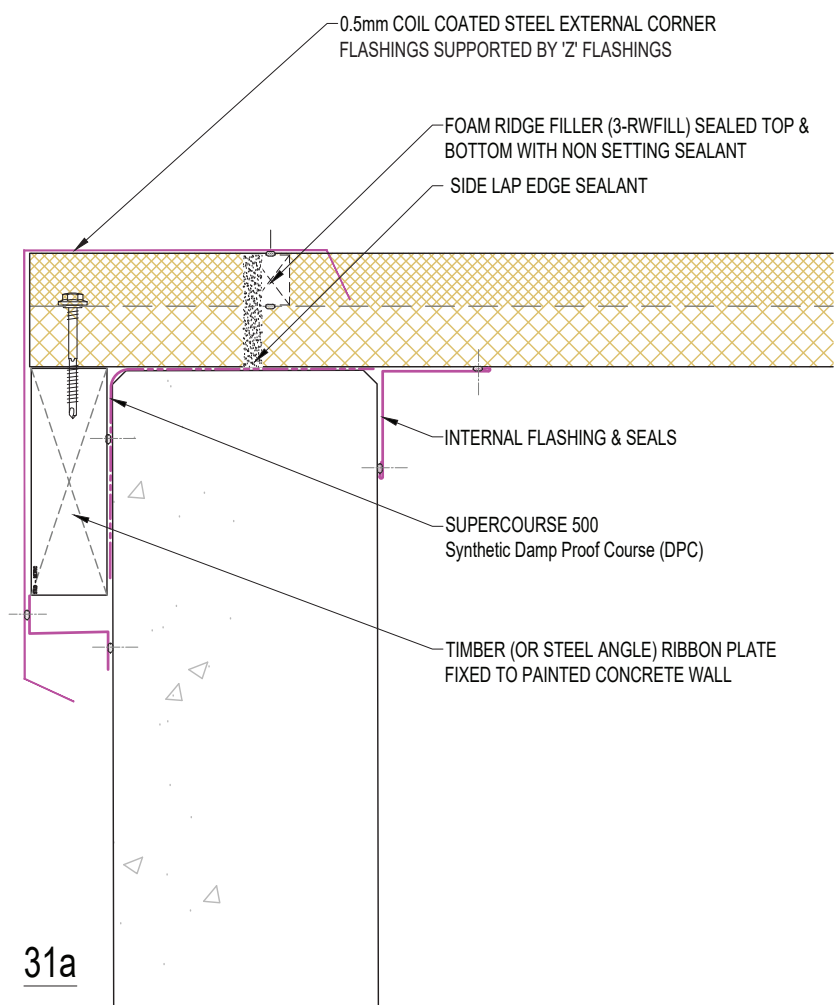 0.5mm COIL COATED STEEL EXTERNAL CORNER
FLASHINGS SUPPORTED BY 'Z' FLASHINGS
FOAM RIDGE FILLER (3-RWFILL) SEALED TOP &
BOTTOM WITH NON SETTING SEALANT
SIDE LAP EDGE SEALANT
INTERNAL FLASHING & SEALS
SUPERCOURSE 500
Synthetic Damp Proof Course (DPC)
TIMBER (OR STEEL ANGLE) RIBBON PLATE
FIXED TO PAINTED CONCRETE WALL
31a